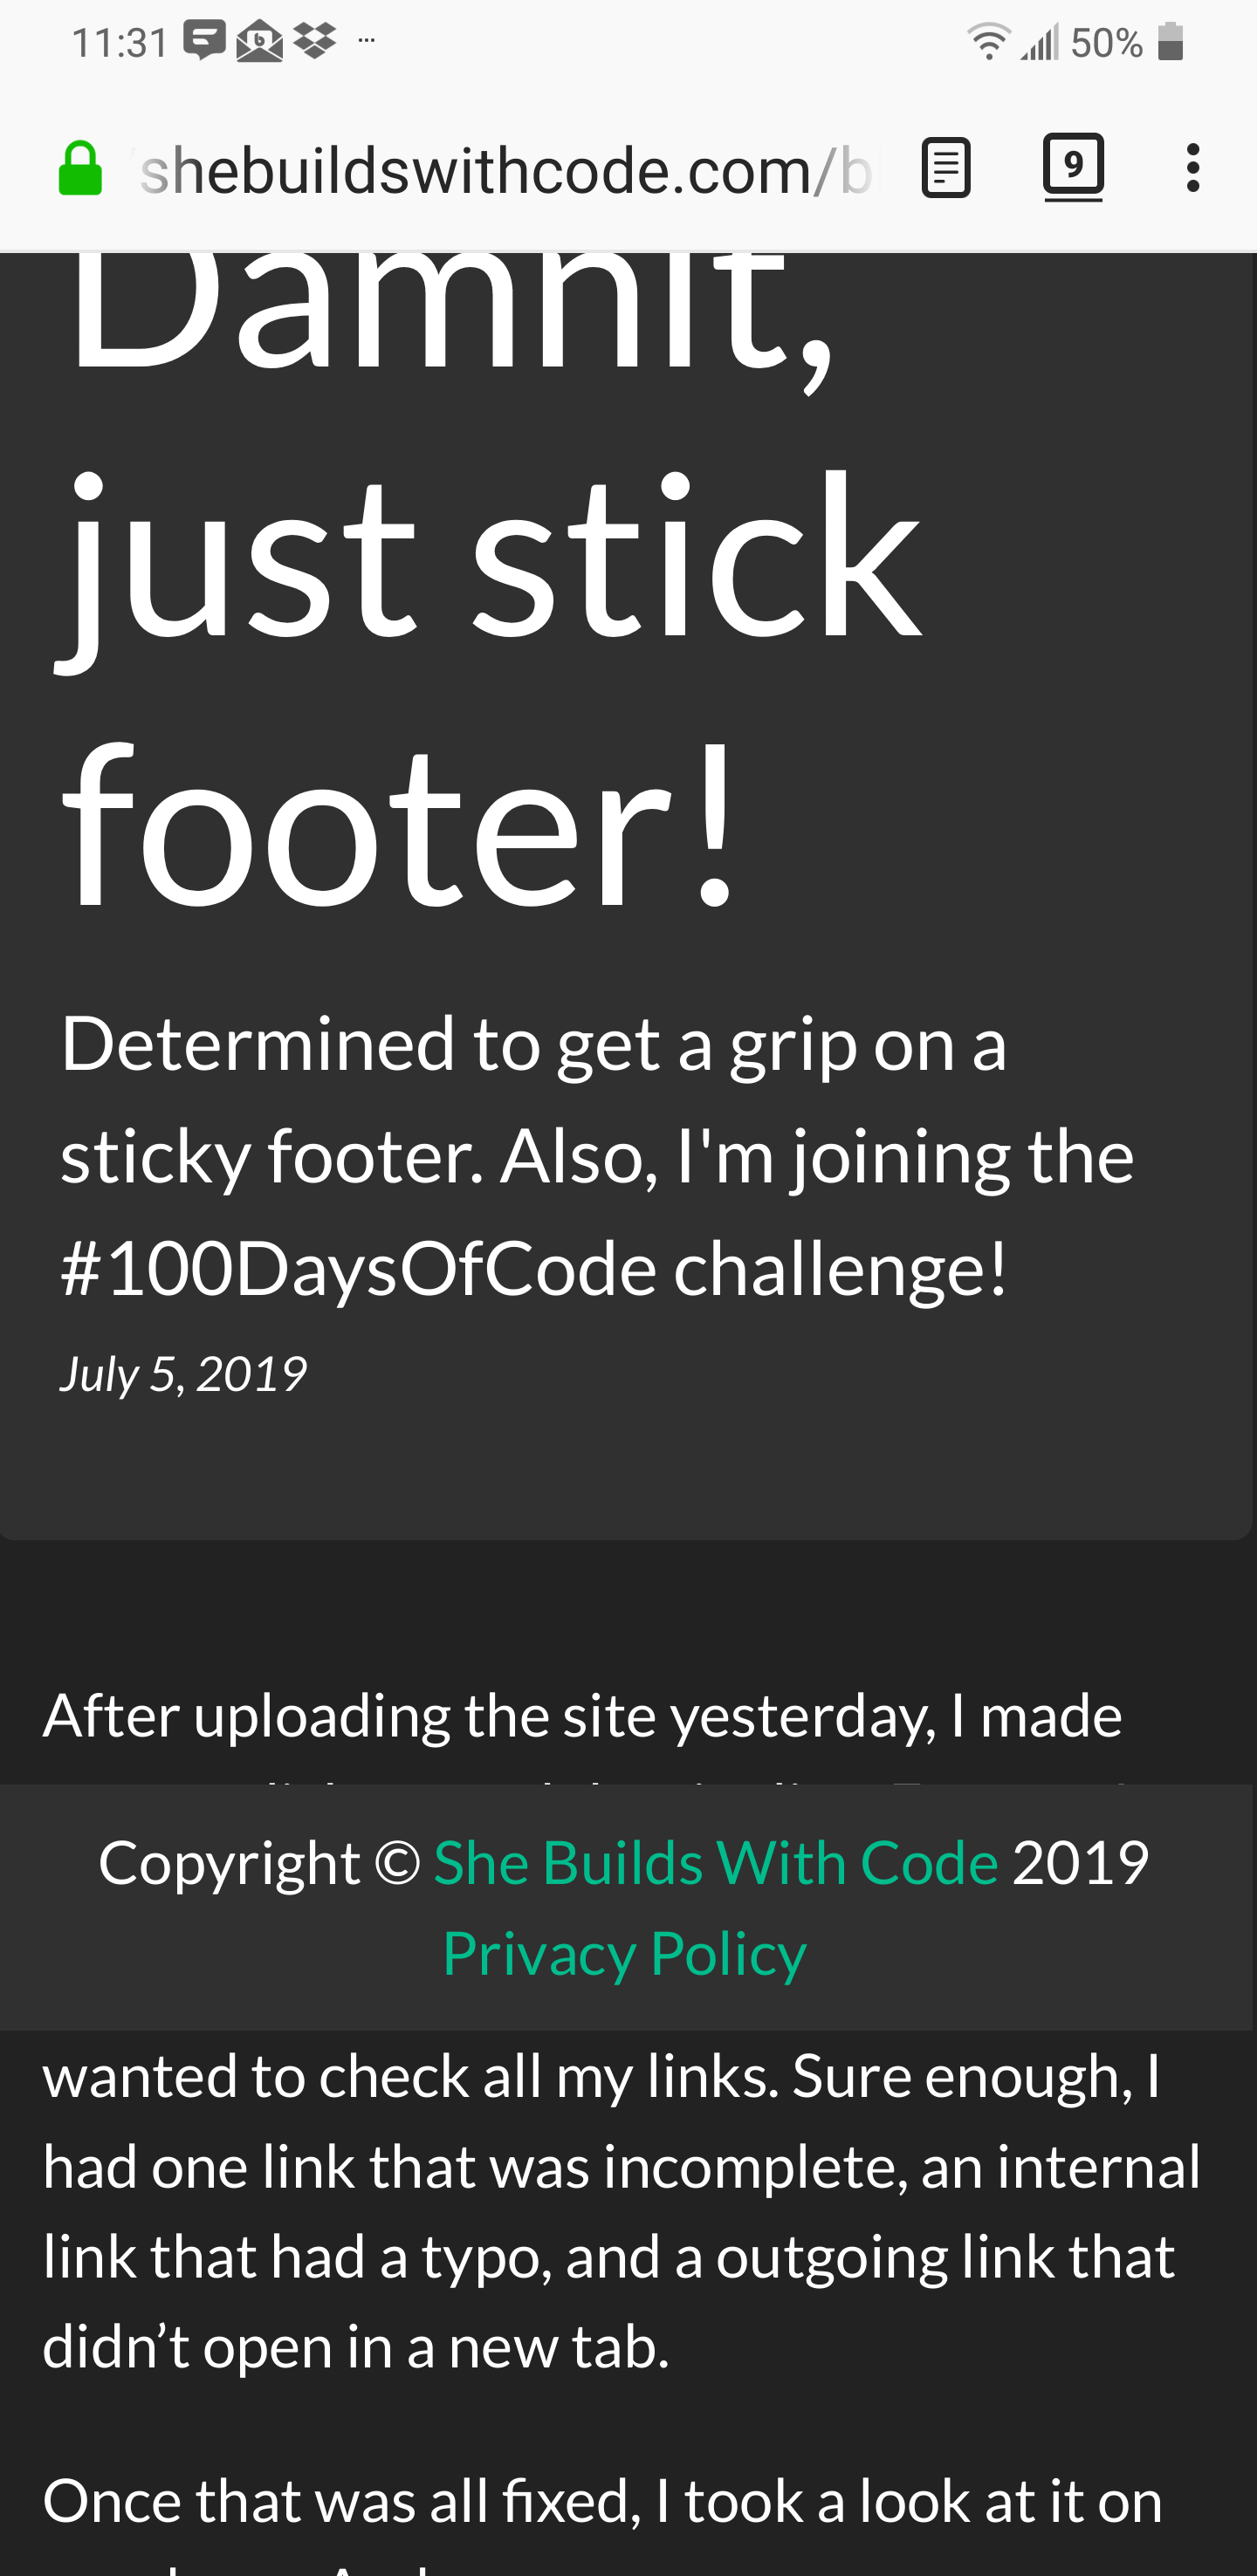 11:31 ... 50%
shebuildswithcode.com/b 9
Damnit,
just stick
footer!
Determined to get a grip on a
sticky footer. Also, I'm joining the
#100DaysOfCode challenge!
July 5, 2019
After uploading the site yesterday, I made
Copyright © She Builds With Code 2019
Privacy Policy
wanted to check all my links. Sure enough, I
had one link that was incomplete, an internal
link that had a typo, and a outgoing link that
didn’t open in a new tab.
Once that was all fixed, I took a look at it on